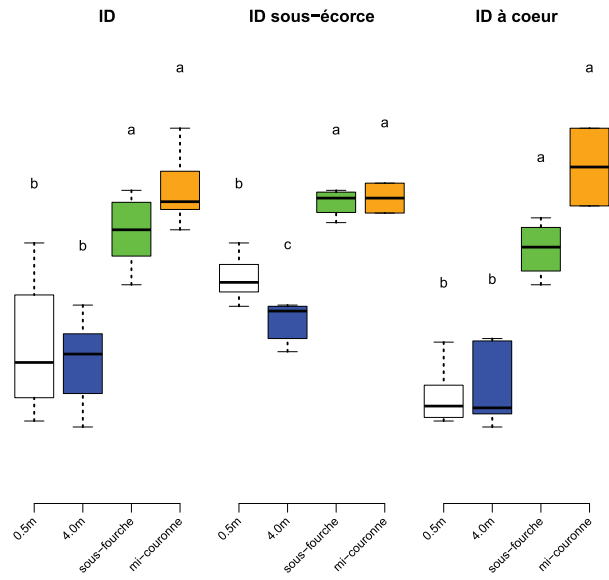 ID
ID sous−écorce
ID à coeur
a
a
b
b
a
a
b
c
a
a
b
b
0.5m
4.0m
sous-fourche
mi-couronne
0.5m
4.0m
sous-fourche
mi-couronne
0.5m
4.0m
sous-fourche
mi-couronne